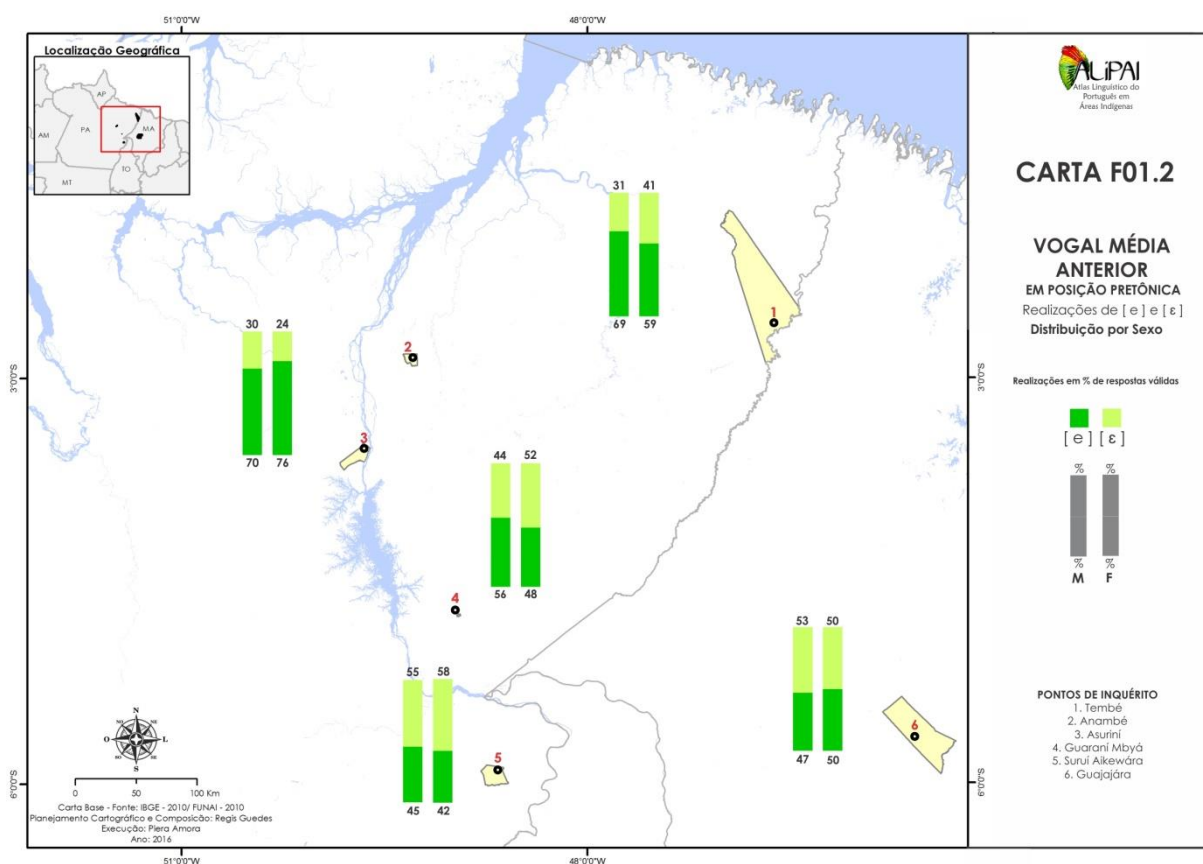 51°0'0"W
48°0'0"W
Localização Geográfica
AP
AM
PA
MA
TO
MT
ALiPAI
Atlas Linguístico do
Português em
Áreas Indígenas
CARTA F01.2
VOGAL MÉDIA
ANTERIOR
EM POSIÇÃO PRETÔNICA
Realizações de [ e ] e [ ε ]
Distribuição por Sexo
Realizações em % de respostas válidas
[ e ] [ ε ]
% %
% %
M F
PONTOS DE INQUÉRITO
1. Tembé
2. Anambé
3. Asuriní
4. Guaraní Mbyá
5. Suruí Aikewára
6. Guajajára
31 41
69 59
1
30 24
70 76
2
3°0'0"S
3°0'0"S
3
44 52
56 48
4
53 50
47 50
6
55 58
45 42
5
N
NO NE
O L
SO SE
S
0 50 100 Km
6°0'0"S
6°0'0"S
Carta Base - Fonte: IBGE - 2010/ FUNAI - 2010
Planejamento Cartográfico e Composicão: Regis Guedes
Execução: Piera Amora
Ano: 2016
51°0'0"W
48°0'0"W